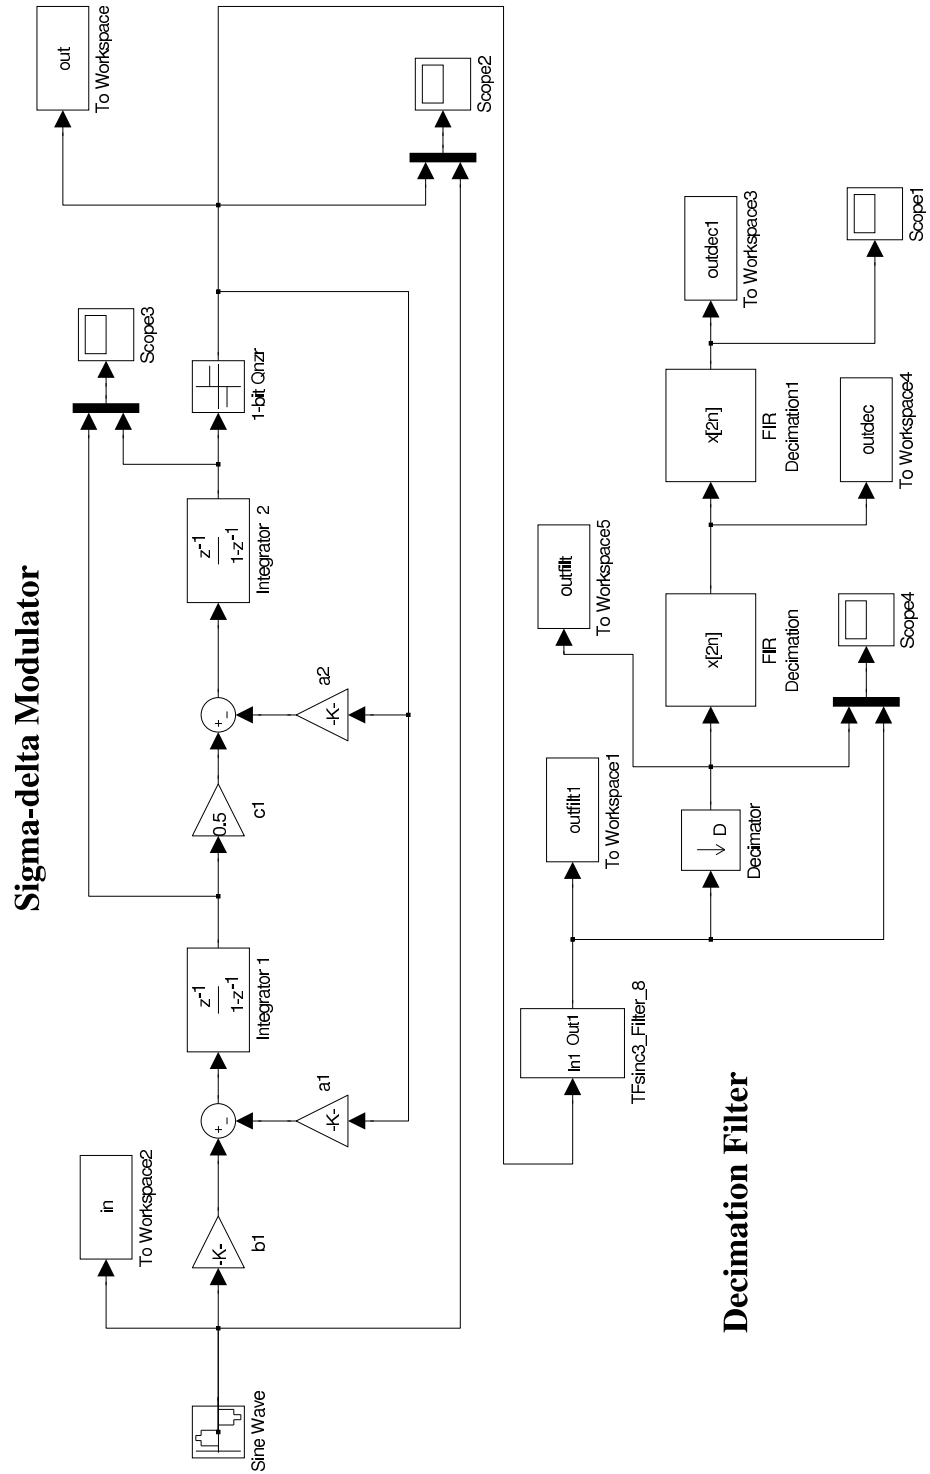 Sigma-delta Modulator
in
To Workspace2
Scope3
out
To Workspace
Sine Wave
-K-
b1
+
-
-K-
a1
z-1
1-z-1
Integrator 1
0.5
c1
+
-
-K-
a2
z-1
1-z-1
Integrator 2
1-bit Qnzr
Scope2
Decimation Filter
In1 Out1
TFsinc3_Filter_8
outfilt1
To Workspace1
outfilt
To Workspace5
↓ D
Decimator
x[2n]
FIR
Decimation
x[2n]
FIR
Decimation1
outdec1
To Workspace3
Scope4
outdec
To Workspace4
Scope1